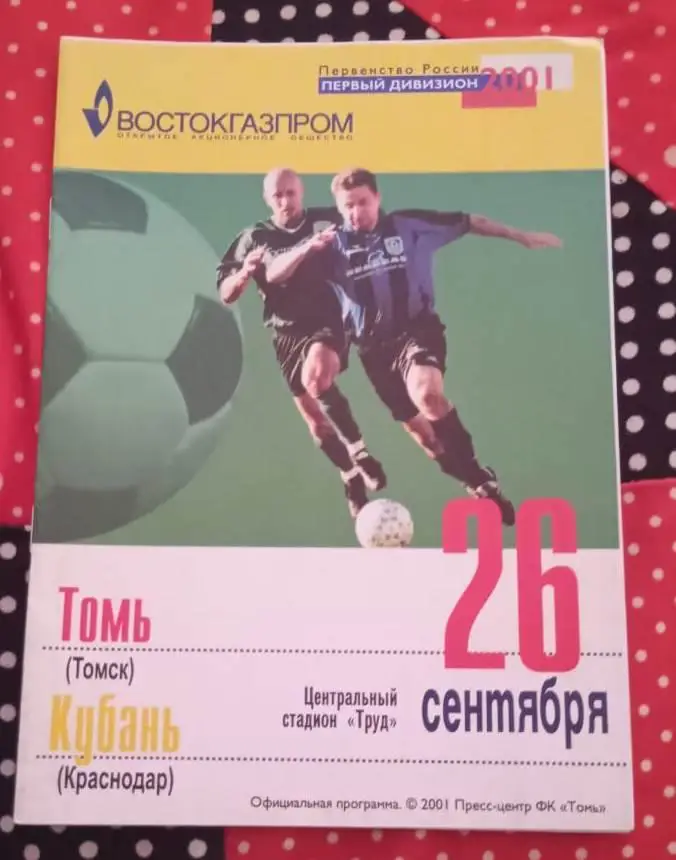 Первенство России
ПЕРВЫЙ ДИВИЗИОН 2001
ВОСТОКГАЗПРОМ
ОТКРЫТОЕ АКЦИОНЕРНОЕ ОБЩЕСТВО
26
сентября
Томь
(Томск)
Кубань
(Краснодар)
Центральный
стадион «Труд»
Официальная программа. © 2001 Пресс-центр ФК «Томь»